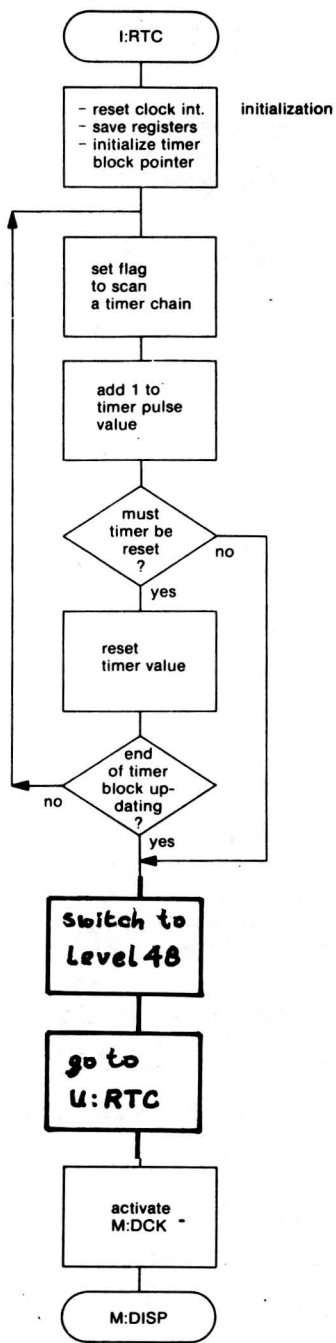 I:RTC
- reset clock int.
- save registers
- initialize timer
block pointer
initialization
set flag
to scan
a timer chain
add 1 to
timer pulse
value
must
timer be
reset
?
no
yes
reset
timer value
end
of timer
block up-
dating
?
no
yes
switch to
Level 48
go to
U:RTC
activate
M:DCK
M:DISP